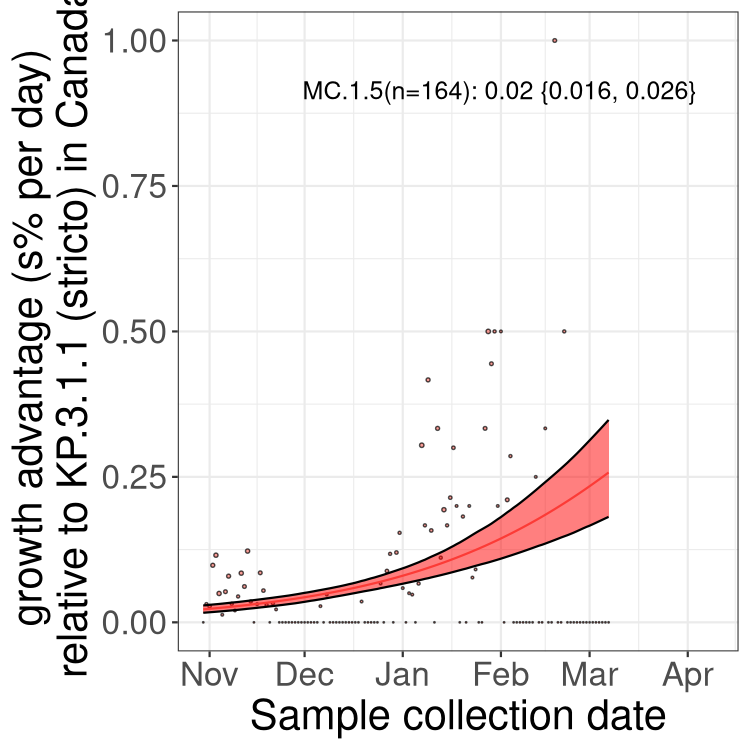 growth advantage (s% per day)
relative to KP.3.1.1 (stricto) in Canada
1.00
0.75
0.50
0.25
0.00
MC.1.5(n=164): 0.02 {0.016, 0.026}
Nov Dec Jan Feb Mar Apr
Sample collection date